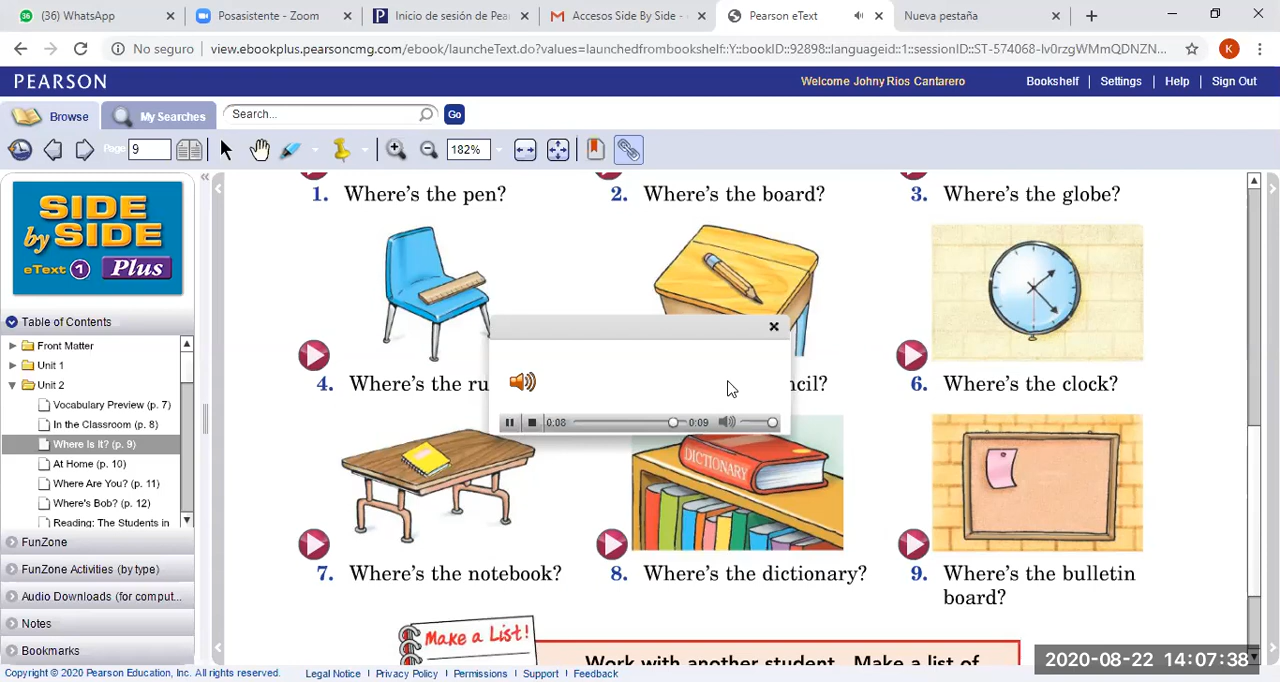 (36) WhatsApp
Posasistente - Zoom
Inicio de sesión de Pe
Accesos Side By Side -
Pearson eText
Nueva pestaña
No seguro
view.ebookplus.pearsoncmg.com/ebook/launcheText.do?values=launchedfrombookshelf::Y::bookID::92898::languageid::1::sessionID::ST-574068-lv0rzgWMmQDNZN...
K
PEARSON
Welcome Johny Rios Cantarero
Bookshelf | Settings | Help | Sign Out
Browse
My Searches
Search...
Go
Page 9
182%
SIDE
by SIDE
eText 1 Plus
Table of Contents
Front Matter
Unit 1
Unit 2
Vocabulary Preview (p. 7)
In the Classroom (p. 8)
Where Is It? (p. 9)
At Home (p. 10)
Where Are You? (p. 11)
Where's Bob? (p. 12)
Reading: The Students in
FunZone
FunZone Activities (by type)
Audio Downloads (for comput...
Notes
Bookmarks
1. Where's the pen?
2. Where's the board?
3. Where's the globe?
4. Where's the ru
ncil?
6. Where's the clock?
0:08
0:09
DICTIONARY
7. Where's the notebook?
8. Where's the dictionary?
9. Where's the bulletin
board?
Make a List!
Work with another student. Make a list of
2020-08-22 14:07:38
Copyright © 2020 Pearson Education, Inc. All rights reserved.
Legal Notice | Privacy Policy | Permissions | Support | Feedback